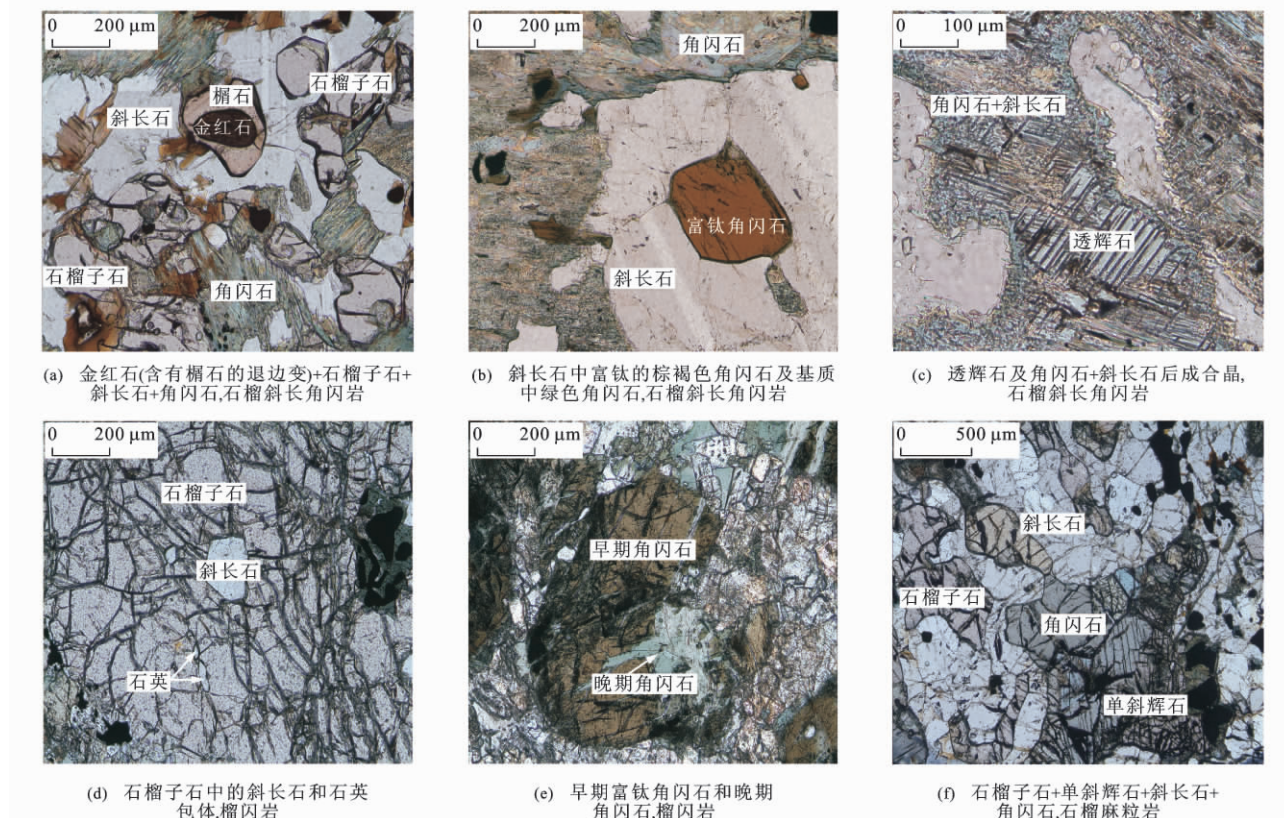 0 200 μm
角闪石
石榴子石
榍石
斜长石
金红石
石榴子石
角闪石
(a) 金红石(含有榍石的退边变)+石榴子石+
斜长石+角闪石,石榴斜长角闪岩
0 200 μm
角闪石
富钛角闪石
斜长石
(b) 斜长石中富钛的棕褐色角闪石及基质
中绿色角闪石,石榴斜长角闪岩
0 100 μm
角闪石+斜长石
透辉石
(c) 透辉石及角闪石+斜长石后成合晶,
石榴斜长角闪岩
0 200 μm
石榴子石
斜长石
石英
(d) 石榴子石中的斜长石和石英
包体,榴闪岩
0 200 μm
早期角闪石
晚期角闪石
(e) 早期富钛角闪石和晚期
角闪石,榴闪岩
0 500 μm
斜长石
石榴子石
角闪石
单斜辉石
(f) 石榴子石+单斜辉石+斜长石+
角闪石,石榴麻粒岩